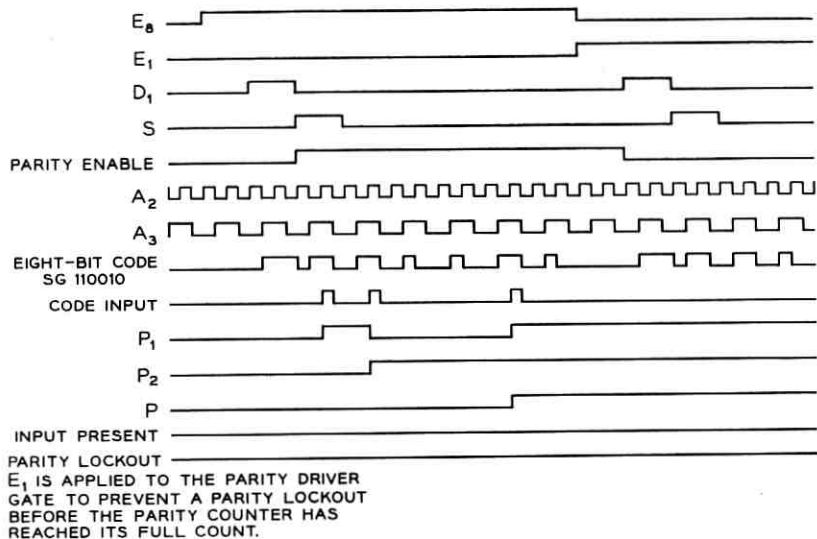 E8
E1
D1
S
PARITY ENABLE
A2
A3
EIGHT-BIT CODE
SG 110010
CODE INPUT
P1
P2
P
INPUT PRESENT
PARITY LOCKOUT
E1 IS APPLIED TO THE PARITY DRIVER
GATE TO PREVENT A PARITY LOCKOUT
BEFORE THE PARITY COUNTER HAS
REACHED ITS FULL COUNT.